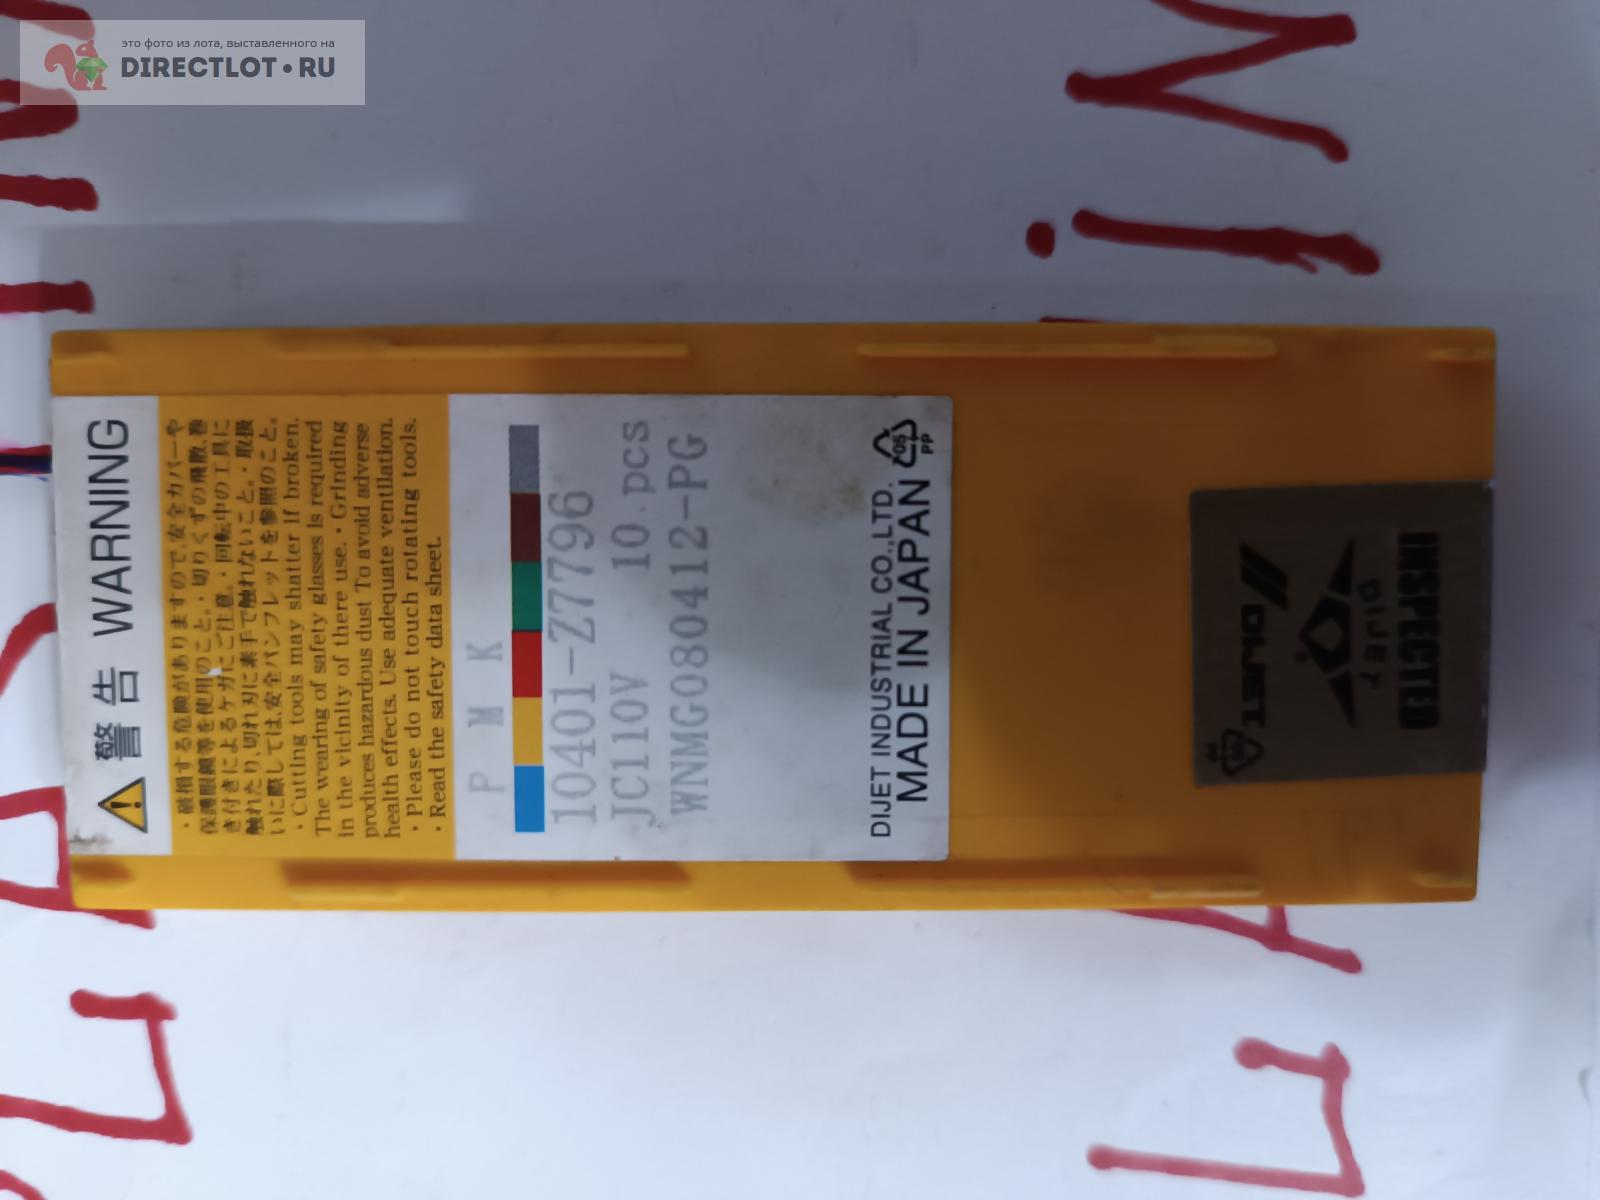 это фото из лота, выставленного на
DIRECTLOT.RU
警告 WARNING
・破損する危険がありますので、安全カバーや
保護眼鏡等を使用のこと。・切りくずの飛散、巻
き付きによるケガにご注意。・回転中の工具に
触れたり、切れ刃に素手で触れないこと。・取扱
いに際しては、安全パンフレットを参照のこと。
・Cutting tools may shatter if broken.
The wearing of safety glasses is required
in the vicinity of there use. ・Grinding
produces hazardous dust To avoid adverse
health effects. Use adequate ventilation.
・Please do not touch rotating tools.
・Read the safety data sheet.
P M K
10401-Z7796
JC110V 10 pcs
WNMG080412-PG
DIJET INDUSTRIAL CO.,LTD.
MADE IN JAPAN
05
PP
DIJET
DIJET
INSPECTED